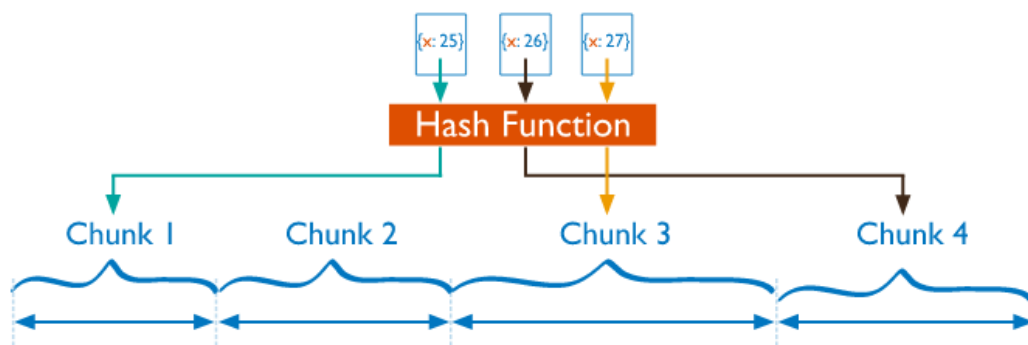 {x: 25} {x: 26} {x: 27}
Hash Function
Chunk 1 Chunk 2 Chunk 3 Chunk 4